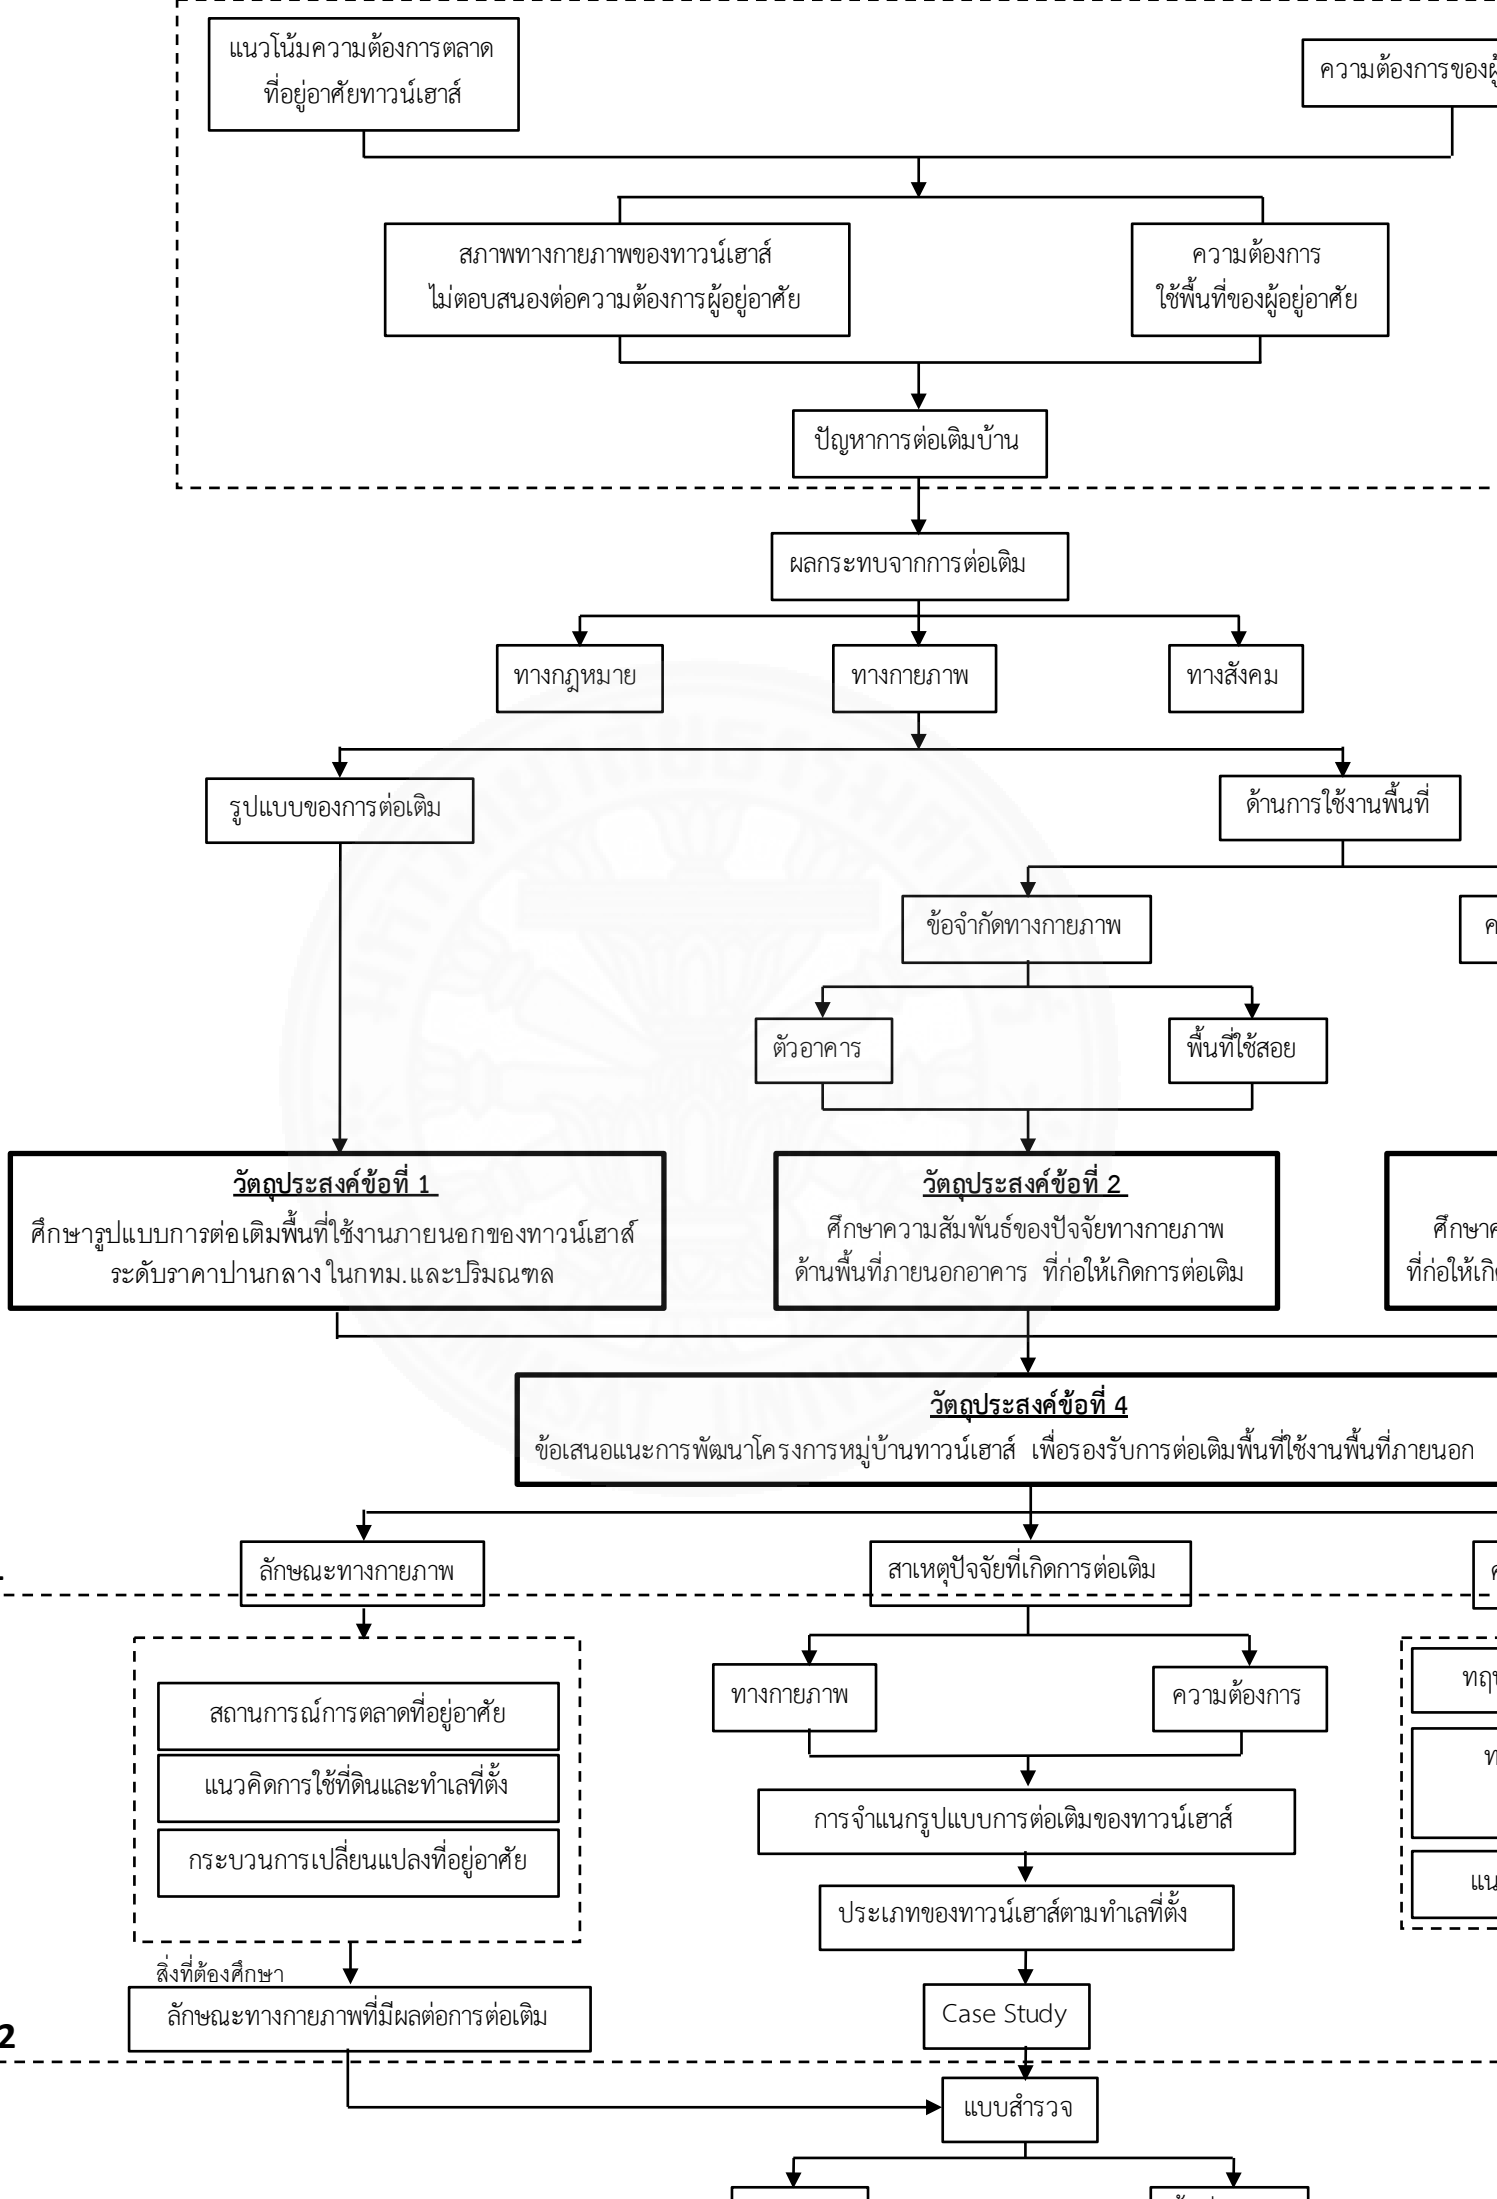 แนวโน้มความต้องการตลาด
ที่อยู่อาศัยทาวน์เฮาส์
ความต้องการของผู้
สภาพทางกายภาพของทาวน์เฮาส์
ไม่ตอบสนองต่อความต้องการผู้อยู่อาศัย
ความต้องการ
ใช้พื้นที่ของผู้อยู่อาศัย
ปัญหาการต่อเติมบ้าน
ผลกระทบจากการต่อเติม
ทางกฎหมาย
ทางกายภาพ
ทางสังคม
รูปแบบของการต่อเติม
ด้านการใช้งานพื้นที่
ข้อจำกัดทางกายภาพ
ค
ตัวอาคาร
พื้นที่ใช้สอย
วัตถุประสงค์ข้อที่ 1
ศึกษารูปแบบการต่อเติมพื้นที่ใช้งานภายนอกของทาวน์เฮาส์
ระดับราคาปานกลาง ในกทม.และปริมณฑล
วัตถุประสงค์ข้อที่ 2
ศึกษาความสัมพันธ์ของปัจจัยทางกายภาพ
ด้านพื้นที่ภายนอกอาคาร ที่ก่อให้เกิดการต่อเติม
ศึกษาค
ที่ก่อให้เกิ
วัตถุประสงค์ข้อที่ 4
ข้อเสนอแนะการพัฒนาโครงการหมู่บ้านทาวน์เฮาส์ เพื่อรองรับการต่อเติมพื้นที่ใช้งานพื้นที่ภายนอก
ลักษณะทางกายภาพ
สาเหตุปัจจัยที่เกิดการต่อเติม
ทางกายภาพ
ความต้องการ
สถานการณ์การตลาดที่อยู่อาศัย
แนวคิดการใช้ที่ดินและทำเลที่ตั้ง
กระบวนการเปลี่ยนแปลงที่อยู่อาศัย
การจำแนกรูปแบบการต่อเติมของทาวน์เฮาส์
ประเภทของทาวน์เฮาส์ตามทำเลที่ตั้ง
ท
แน
สิ่งที่ต้องศึกษา
ลักษณะทางกายภาพที่มีผลต่อการต่อเติม
Case Study
2
แบบสำรวจ